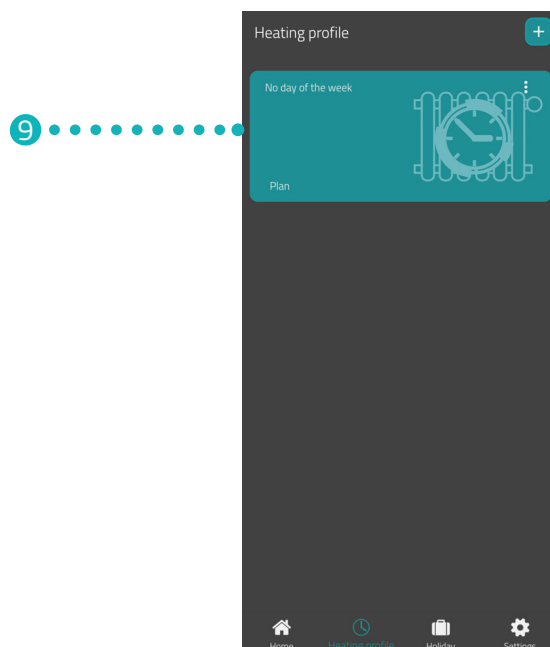 Heating profile
+
No day of the week
9
Plan
Home Heating profile Holiday Settings